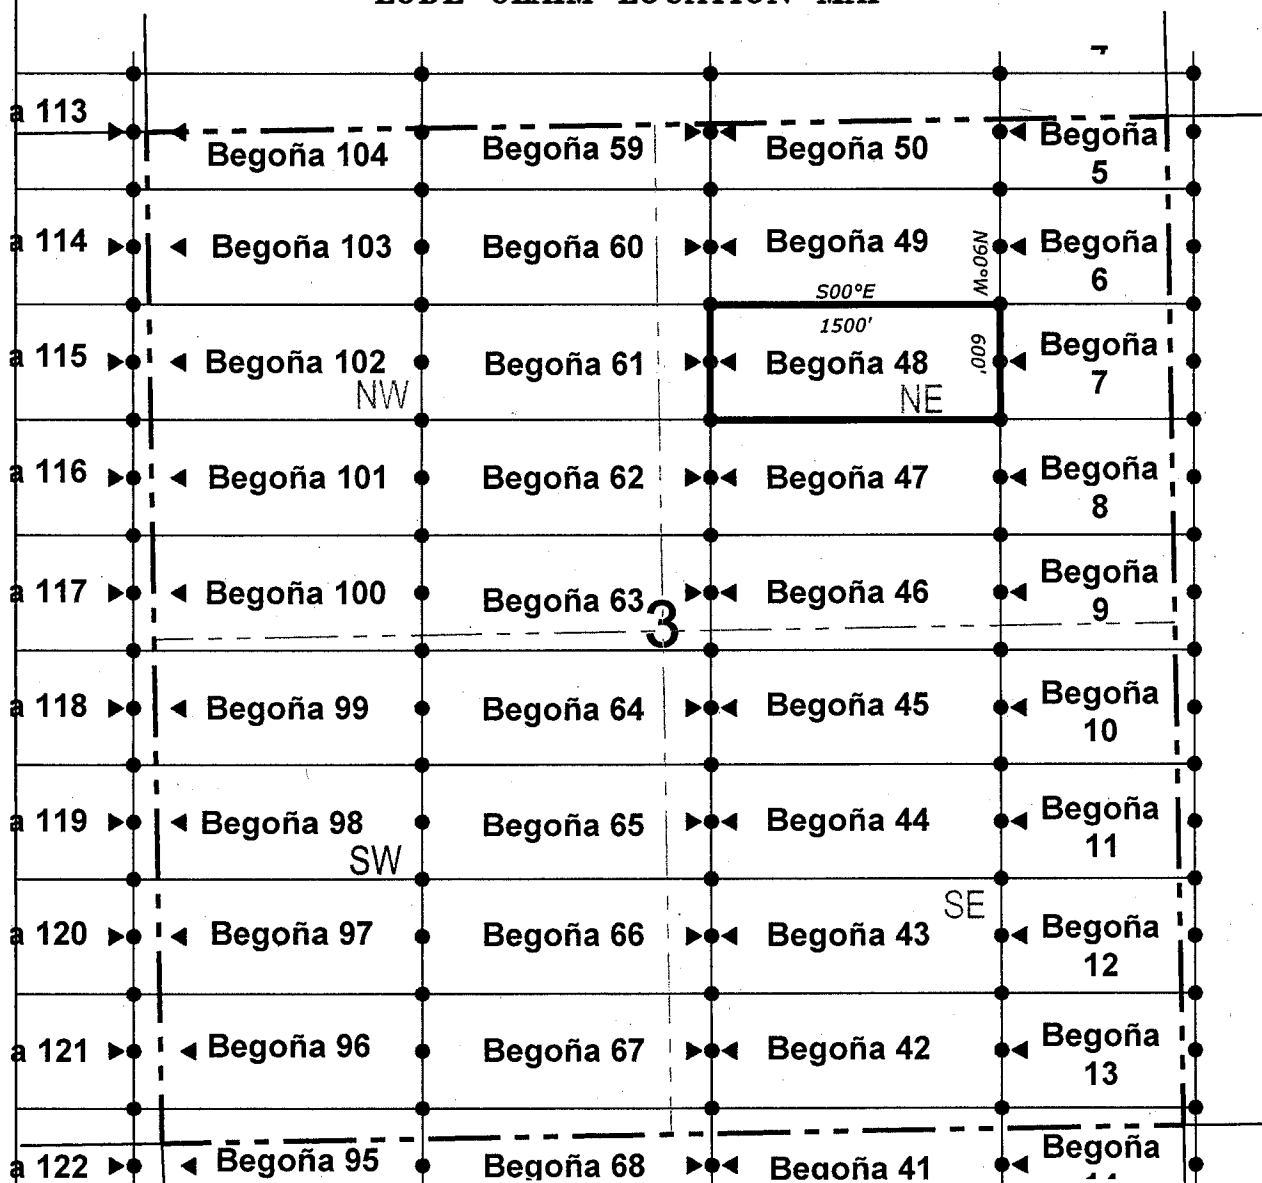 a 113
Begoña 104
Begoña 59
Begoña 50
Begoña
5
a 114
Begoña 103
Begoña 60
Begoña 49
N90°W
Begoña
6
S00°E
1500'
600'
a 115
Begoña 102
Begoña 61
Begoña 48
Begoña
7
NW
NE
a 116
Begoña 101
Begoña 62
Begoña 47
Begoña
8
a 117
Begoña 100
Begoña 63
Begoña 46
Begoña
9
3
a 118
Begoña 99
Begoña 64
Begoña 45
Begoña
10
a 119
Begoña 98
Begoña 65
Begoña 44
Begoña
11
SW
SE
a 120
Begoña 97
Begoña 66
Begoña 43
Begoña
12
a 121
Begoña 96
Begoña 67
Begoña 42
Begoña
13
a 122
Begoña 95
Begoña 68
Begoña 41
Begoña